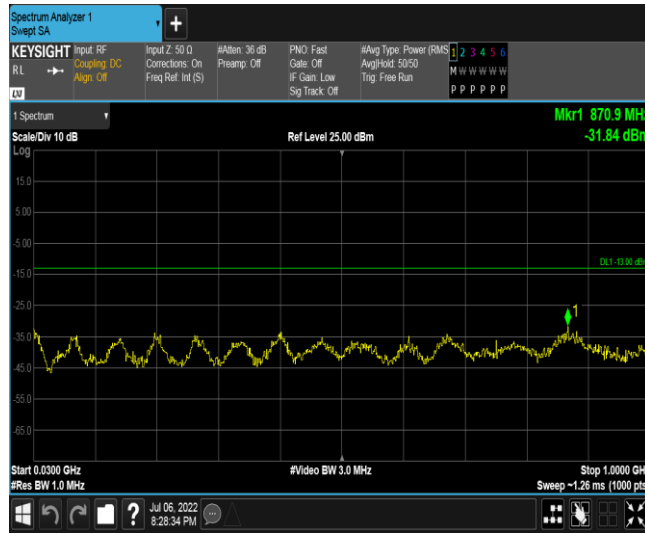 Spectrum Analyzer 1
Swept SA
+
KEYSIGHT Input: RF Input Z: 50 Ω #Atten: 36 dB PNO: Fast #Avg Type: Power (RMS 1 2 3 4 5 6
RL Coupling: DC Corrections: On Preamp: Off Gate: Off Avg|Hold: 50/50 M W W W W W
Align: Off Freq Ref: Int (S) IF Gain: Low Trig: Free Run
Sig Track: Off P P P P P P
LXI
1 Spectrum Mkr1 870.9 MHz
Scale/Div 10 dB Ref Level 25.00 dBm -31.84 dBm
Log
15.0
5.00
-5.00
DL1 -13.00 dBm
-15.0
-25.0
1
-35.0
-45.0
-55.0
-65.0
Start 0.0300 GHz #Video BW 3.0 MHz Stop 1.0000 GHz
#Res BW 1.0 MHz Sweep ~1.26 ms (1000 pts)
? Jul 06, 2022
8:28:34 PM